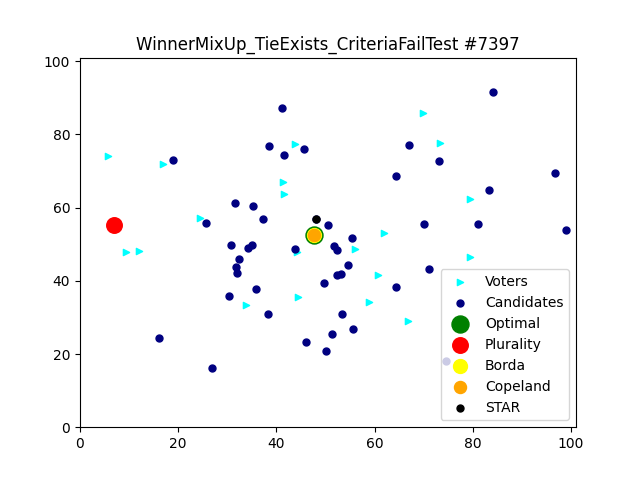 WinnerMixUp_TieExists_CriteriaFailTest #7397
100
80
60
40
20
0
0 20 40 60 80 100
Voters
Candidates
Optimal
Plurality
Borda
Copeland
STAR